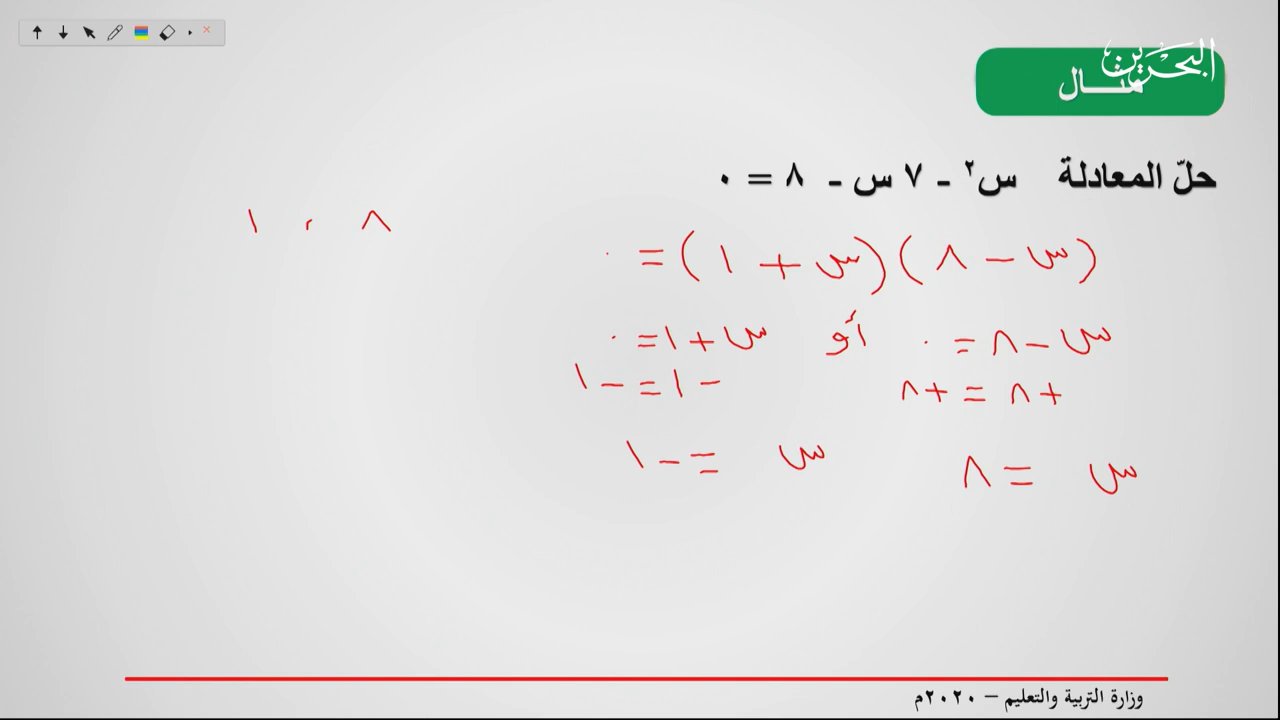 البحرين
مثال
حلّ المعادلة س٢ - ٧ س - ٨ = ٠
٨ ، ١
(س - ٨)(س + ١) = ٠
س - ٨ = ٠ أو س + ١ = ٠
+ ٨ = + ٨ - ١ = - ١
س = ٨ س = - ١
وزارة التربية والتعليم – ٢٠٢٠م